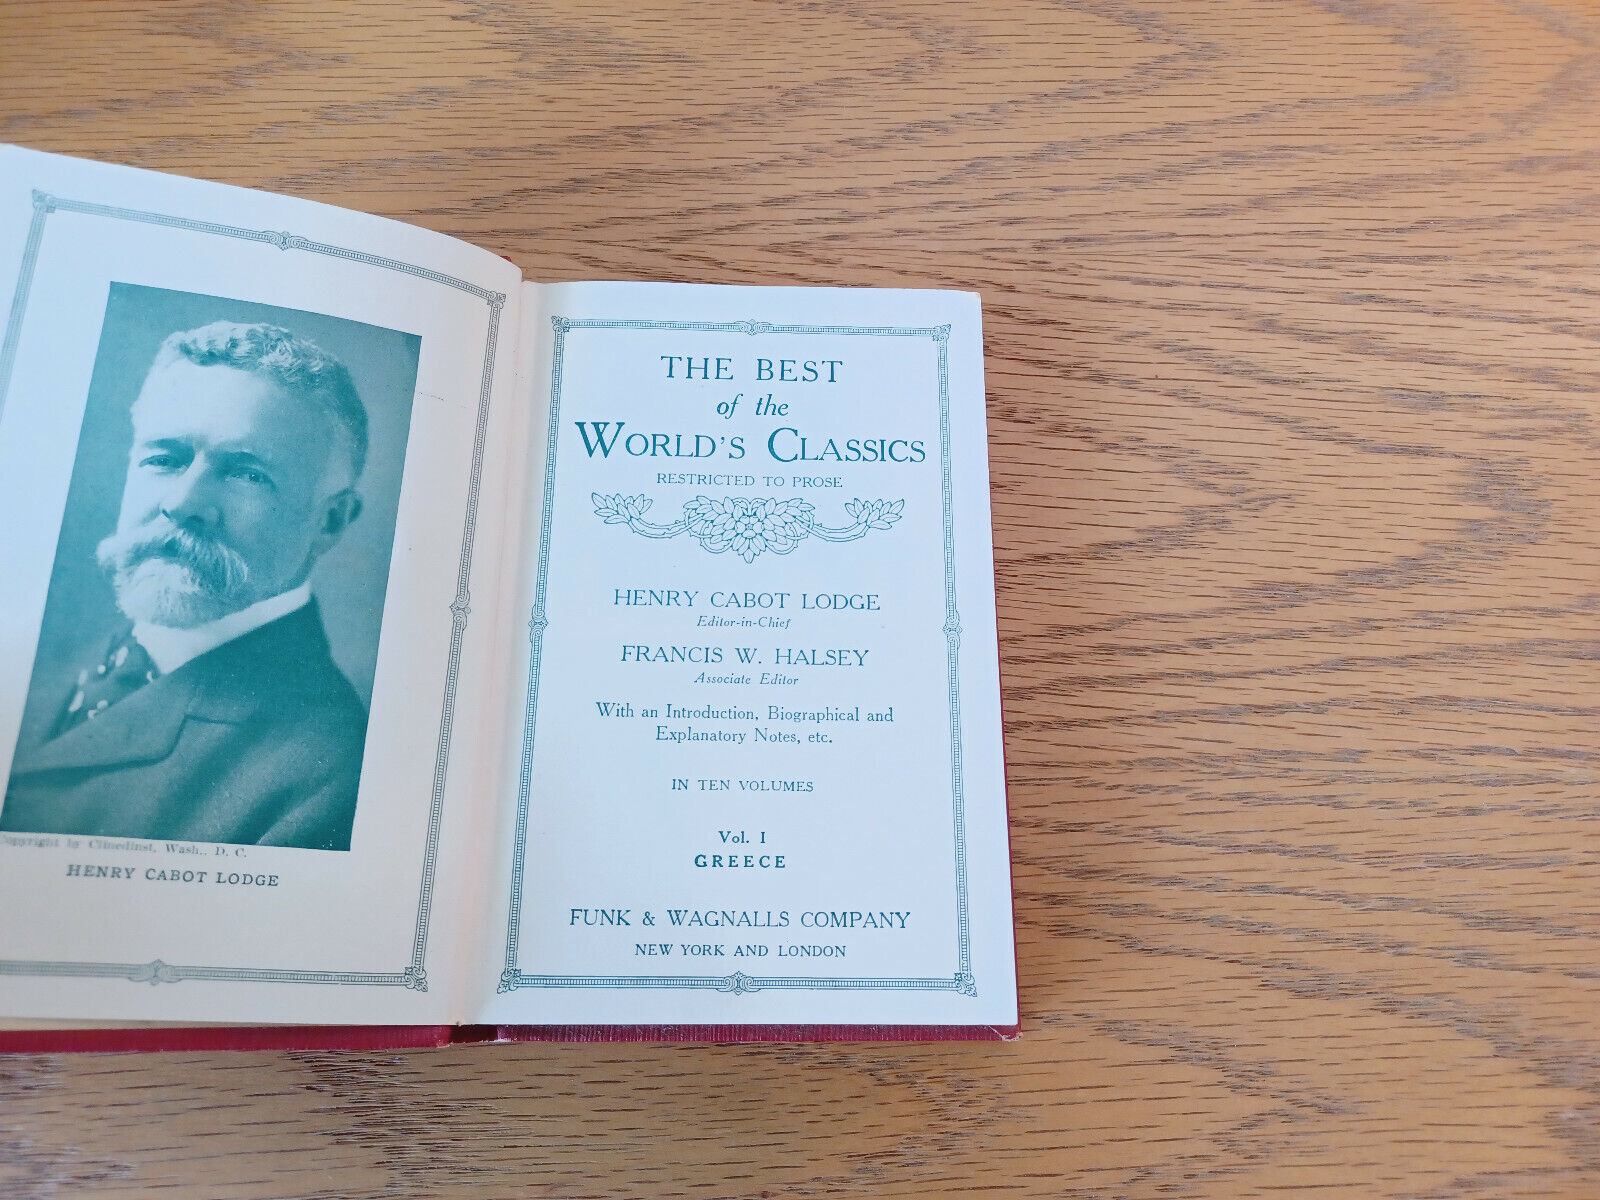 Copyright by Clinedinst, Wash., D. C.
HENRY CABOT LODGE
THE BEST
of the
WORLD'S CLASSICS
RESTRICTED TO PROSE
HENRY CABOT LODGE
Editor-in-Chief
FRANCIS W. HALSEY
Associate Editor
With an Introduction, Biographical and
Explanatory Notes, etc.
IN TEN VOLUMES
Vol. I
GREECE
FUNK & WAGNALLS COMPANY
NEW YORK AND LONDON